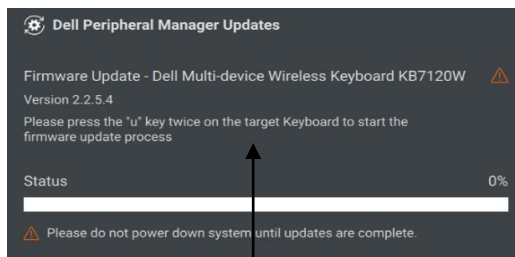 Dell Peripheral Manager Updates
Firmware Update - Dell Multi-device Wireless Keyboard KB7120W
Version 2.2.5.4
Please press the "u" key twice on the target Keyboard to start the
firmware update process
Status 0%
Please do not power down system until updates are complete.